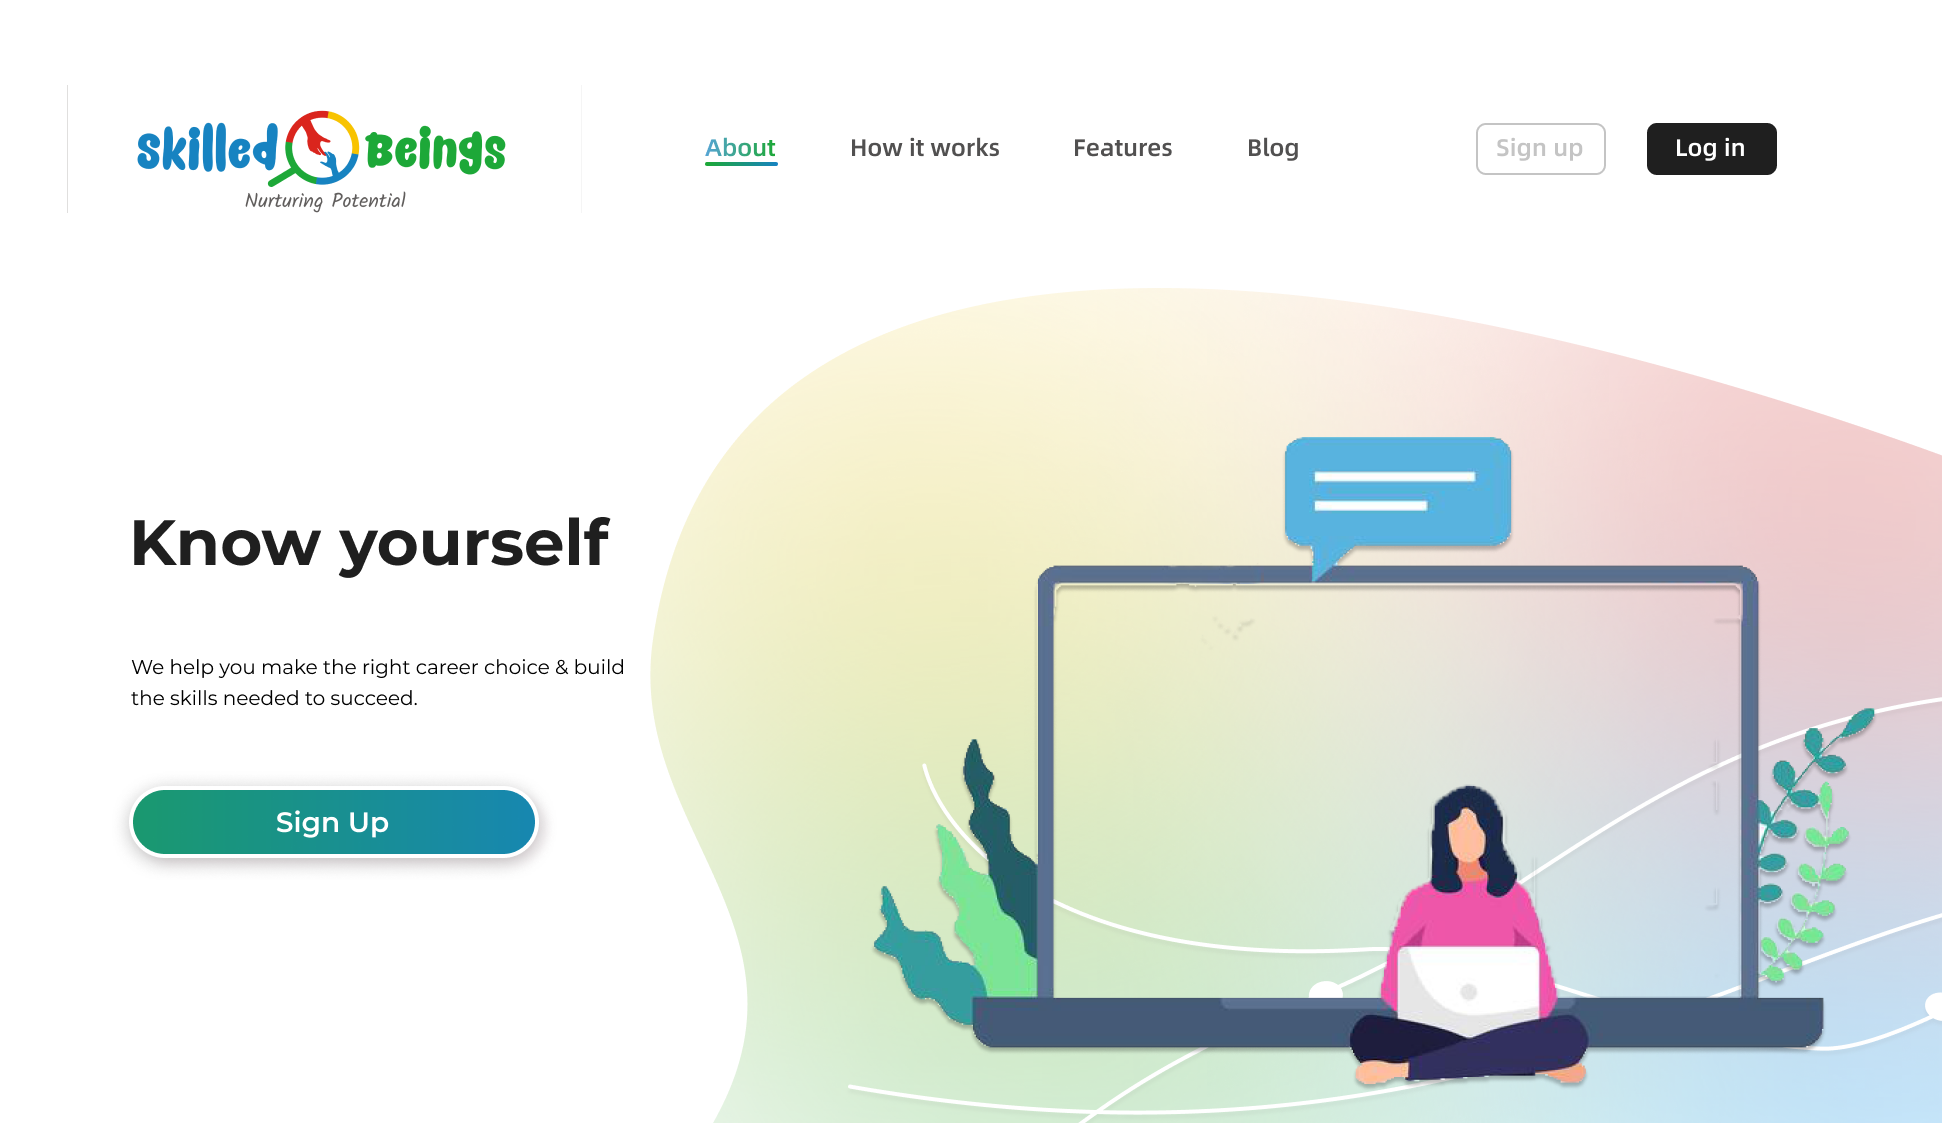 Skilled Beings
Nurturing Potential
About
How it works
Features
Blog
Sign up
Log in
Know yourself
We help you make the right career choice & build
the skills needed to succeed.
Sign Up